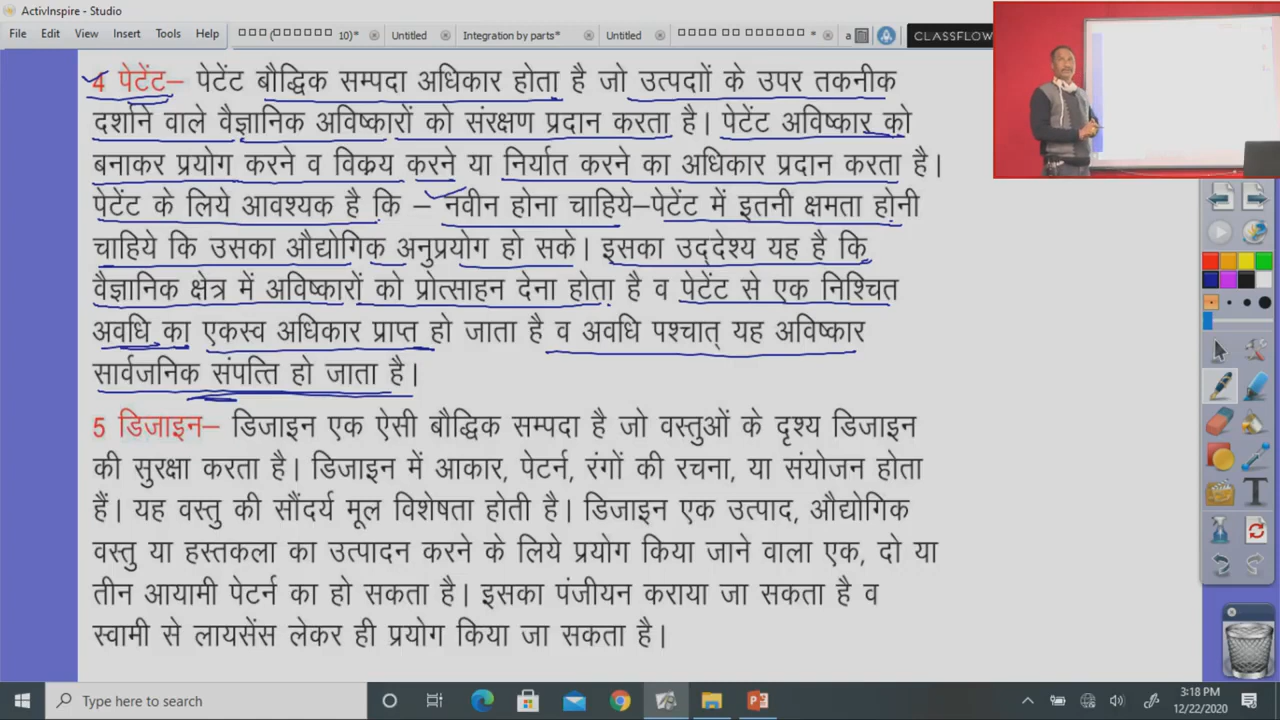 ActivInspire - Studio
File Edit View Insert Tools Help
10)* Untitled Integration by parts* Untitled * a CLASSFLOW
4 पेटेंट– पेटेंट बौद्धिक सम्पदा अधिकार होता है जो उत्पदाों के उपर तकनीक
दर्शाने वाले वैज्ञानिक अविष्कारों को संरक्षण प्रदान करता है। पेटेंट अविष्कार को
बनाकर प्रयोग करने व विक्रय करने या निर्यात करने का अधिकार प्रदान करता है।
पेटेंट के लिये आवश्यक है कि – नवीन होना चाहिये–पेटेंट में इतनी क्षमता होनी
चाहिये कि उसका औद्योगिक अनुप्रयोग हो सके। इसका उद्देश्य यह है कि
वैज्ञानिक क्षेत्र में अविष्कारों को प्रोत्साहन देना होता है व पेटेंट से एक निश्चित
अवधि का एकस्व अधिकार प्राप्त हो जाता है व अवधि पश्चात् यह अविष्कार
सार्वजनिक संपत्ति हो जाता है।
5 डिजाइन– डिजाइन एक ऐसी बौद्धिक सम्पदा है जो वस्तुओं के दृश्य डिजाइन
की सुरक्षा करता है। डिजाइन में आकार, पेटर्न, रंगों की रचना, या संयोजन होता
हैं। यह वस्तु की सौंदर्य मूल विशेषता होती है। डिजाइन एक उत्पाद, औद्योगिक
वस्तु या हस्तकला का उत्पादन करने के लिये प्रयोग किया जाने वाला एक, दो या
तीन आयामी पेटर्न का हो सकता है। इसका पंजीयन कराया जा सकता है व
स्वामी से लायसेंस लेकर ही प्रयोग किया जा सकता है।
Type here to search
3:18 PM
12/22/2020